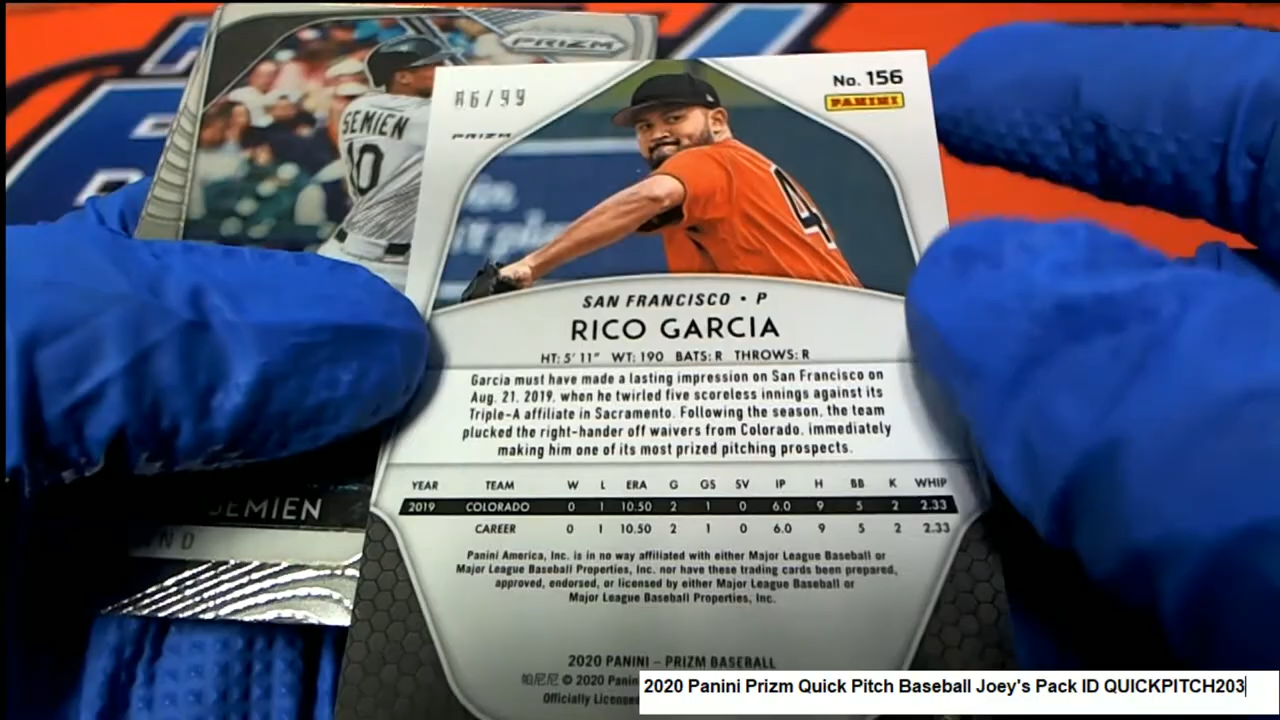 PRIZM
SEMIEN
10
86/99
PRIZM
No. 156
PANINI
4
SAN FRANCISCO • P
RICO GARCIA
HT: 5' 11" WT: 190 BATS: R THROWS: R
Garcia must have made a lasting impression on San Francisco on
Aug. 21, 2019, when he twirled five scoreless innings against its
Triple-A affiliate in Sacramento. Following the season, the team
plucked the right-hander off waivers from Colorado, immediately
making him one of its most prized pitching prospects.
YEAR TEAM W L ERA G GS SV IP H BB K WHIP
2019 COLORADO 0 1 10.50 2 1 0 6.0 9 5 2 2.33
CAREER 0 1 10.50 2 1 0 6.0 9 5 2 2.33
Panini America, Inc. is in no way affiliated with either Major League Baseball or
Major League Baseball Properties, Inc. nor have these trading cards been prepared,
approved, endorsed, or licensed by either Major League Baseball or
Major League Baseball Properties, Inc.
SEMIEN
2020 PANINI – PRIZM BASEBALL
帕尼尼 © 2020 Panin
Officially License
2020 Panini Prizm Quick Pitch Baseball Joey's Pack ID QUICKPITCH203